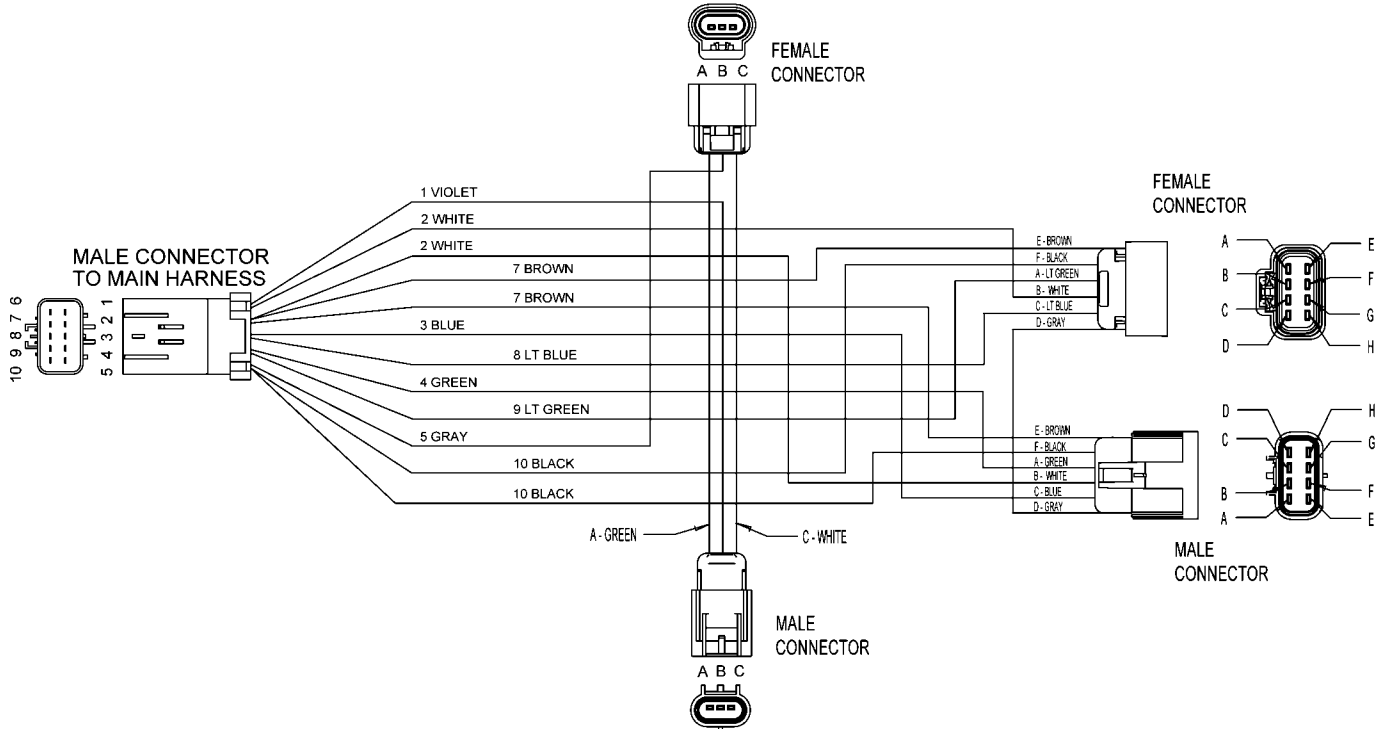 FEMALE
CONNECTOR
A B C
1 VIOLET
2 WHITE
2 WHITE
7 BROWN
7 BROWN
3 BLUE
8 LT BLUE
4 GREEN
9 LT GREEN
5 GRAY
10 BLACK
10 BLACK
MALE CONNECTOR
TO MAIN HARNESS
10 9 8 7 6
5 4 3 2 1
FEMALE
CONNECTOR
E - BROWN
F - BLACK
A - LT GREEN
B - WHITE
C - LT BLUE
D - GRAY
A
B
C
D
E
F
G
H
E - BROWN
F - BLACK
A - GREEN
B - WHITE
C - BLUE
D - GRAY
D
C
B
A
H
G
F
E
MALE
CONNECTOR
A - GREEN
C - WHITE
MALE
CONNECTOR
A B C